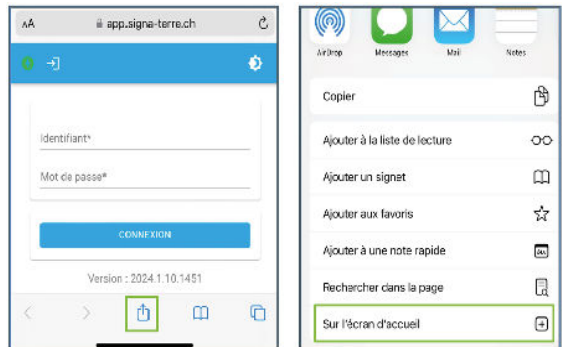 AA
app.signa-terre.ch
Identifiant*
Mot de passe*
CONNEXION
Version : 2024.1.10.1451
AirDrop
Messages
Mail
Notes
Copier
Ajouter à la liste de lecture
Ajouter un signet
Ajouter aux favoris
Ajouter à une note rapide
Rechercher dans la page
Sur l'écran d'accueil